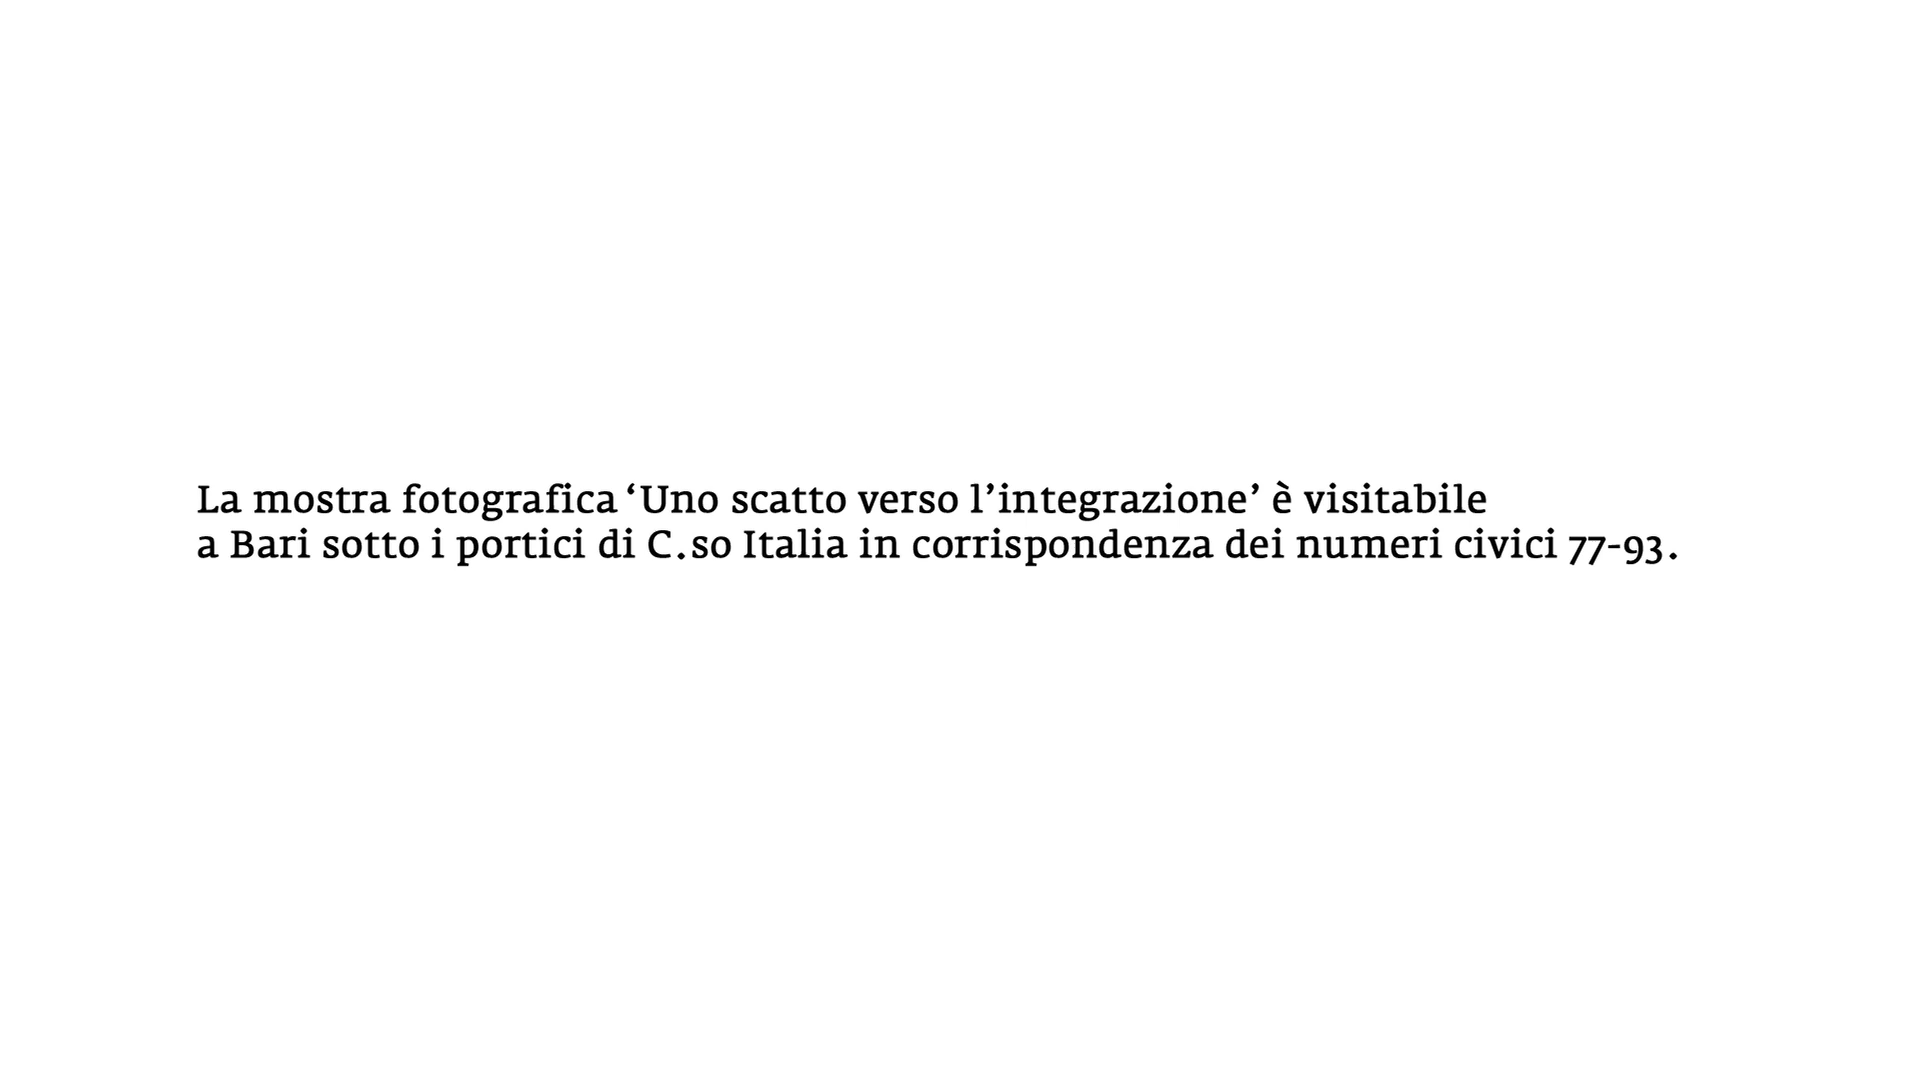 La mostra fotografica ‘Uno scatto verso l’integrazione’ è visitabile
a Bari sotto i portici di C.so Italia in corrispondenza dei numeri civici 77-93.